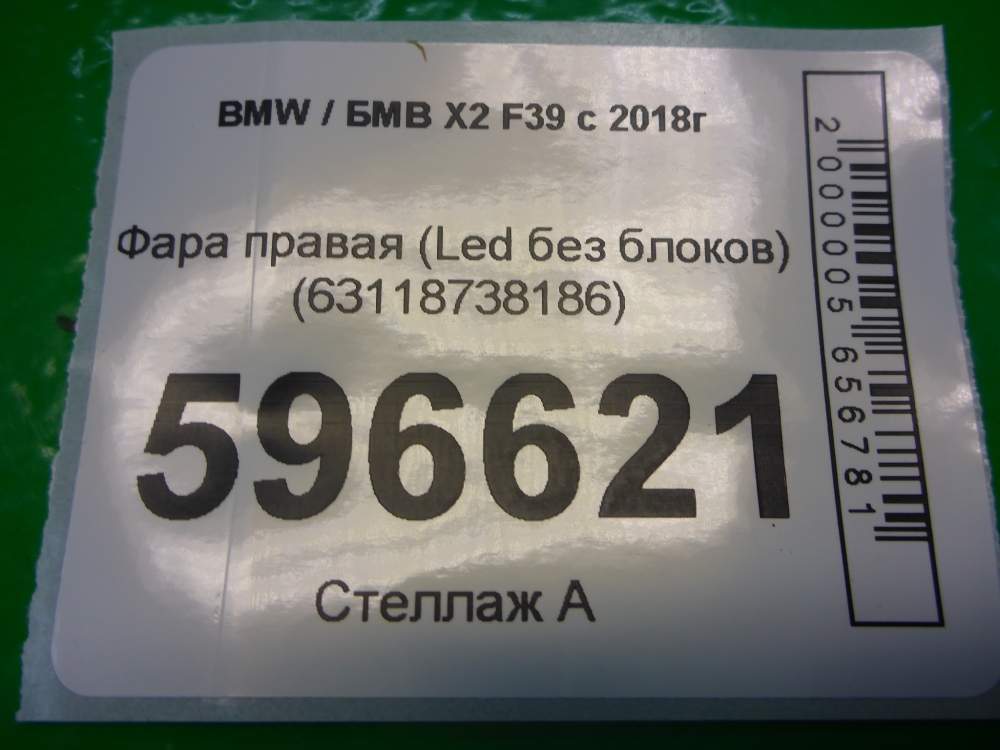 BMW / БМВ X2 F39 с 2018г
Фара правая (Led без блоков)
(63118738186)
596621
Стеллаж А
2000005656781